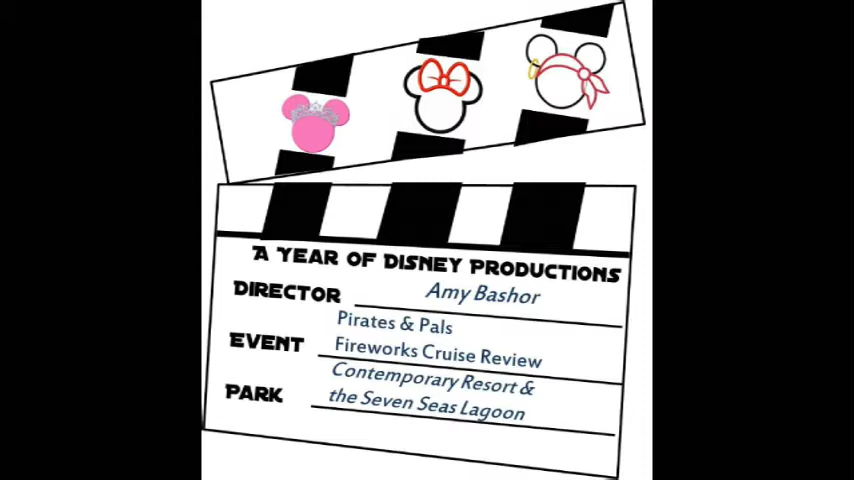 A Year of Disney Productions
Director Amy Bashor
Pirates & Pals
Event Fireworks Cruise Review
Contemporary Resort &
Park the Seven Seas Lagoon